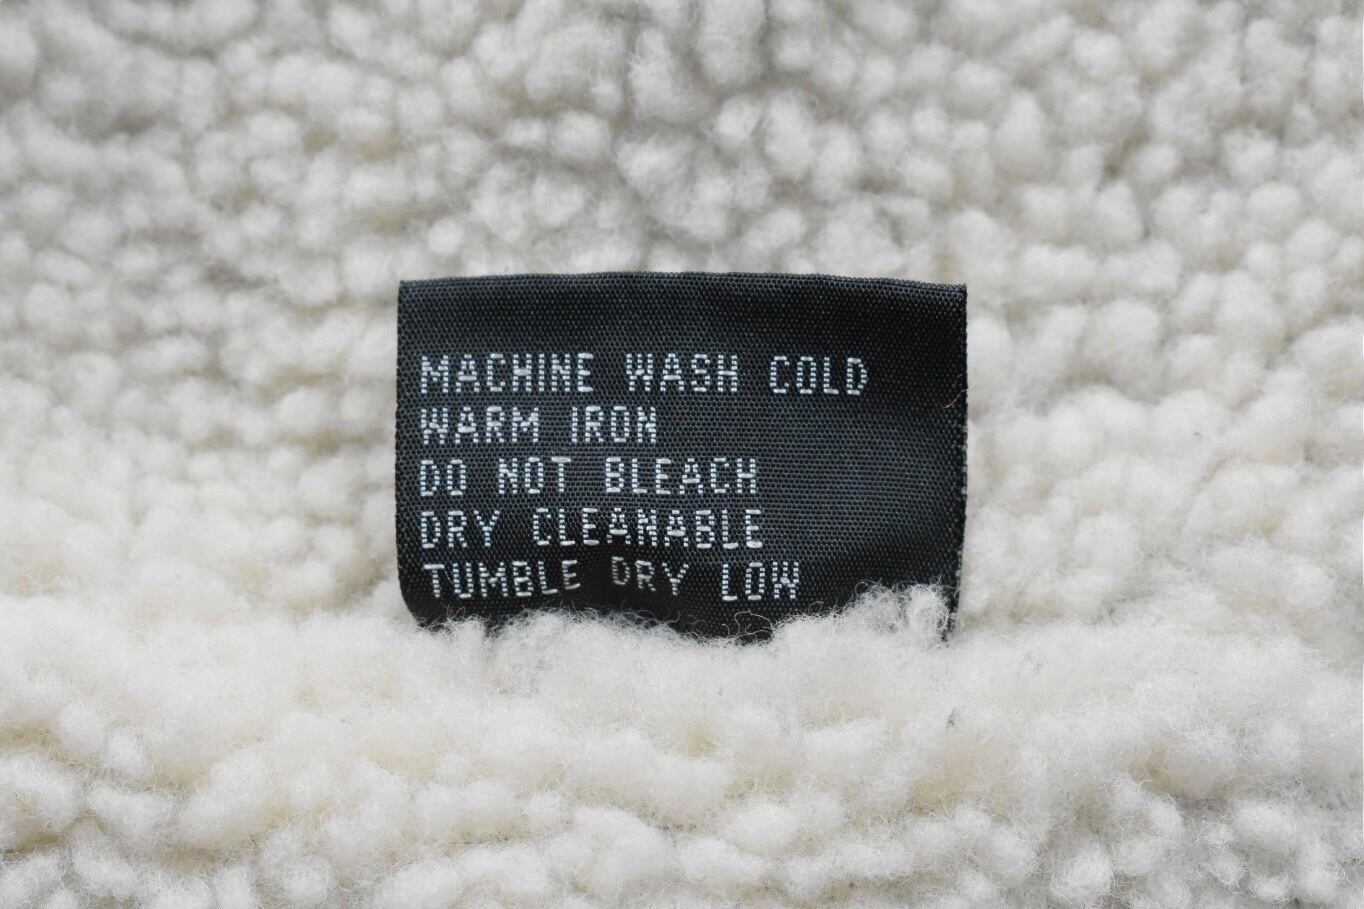 MACHINE WASH COLD
WARM IRON
DO NOT BLEACH
DRY CLEANABLE
TUMBLE DRY LOW